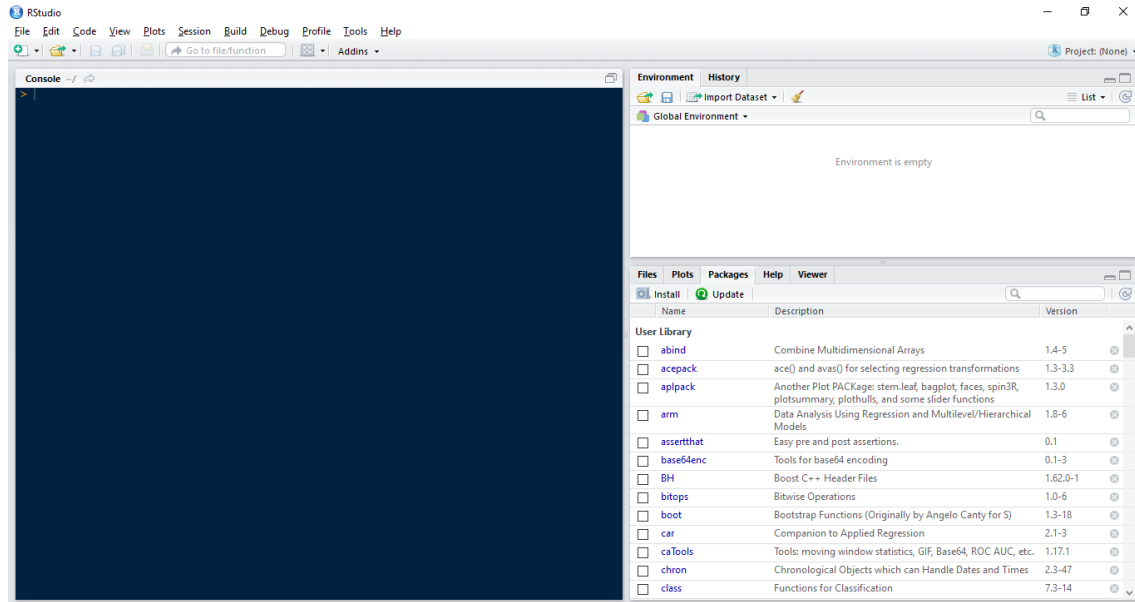 RStudio
File Edit Code View Plots Session Build Debug Profile Tools Help
Go to file/function Addins Project: (None)
Console ~/
>
Environment History
Import Dataset List
Global Environment
Environment is empty
Files Plots Packages Help Viewer
Install Update
Name Description Version
User Library
abind Combine Multidimensional Arrays 1.4-5
acepack ace() and avas() for selecting regression transformations 1.3-3.3
aplpack Another Plot PACKage: stem.leaf, bagplot, faces, spin3R, 1.3.0
plotsummary, plothulls, and some slider functions
arm Data Analysis Using Regression and Multilevel/Hierarchical 1.8-6
Models
assertthat Easy pre and post assertions. 0.1
base64enc Tools for base64 encoding 0.1-3
BH Boost C++ Header Files 1.62.0-1
bitops Bitwise Operations 1.0-6
boot Bootstrap Functions (Originally by Angelo Canty for S) 1.3-18
car Companion to Applied Regression 2.1-3
caTools Tools: moving window statistics, GIF, Base64, ROC AUC, etc. 1.17.1
chron Chronological Objects which can Handle Dates and Times 2.3-47
class Functions for Classification 7.3-14